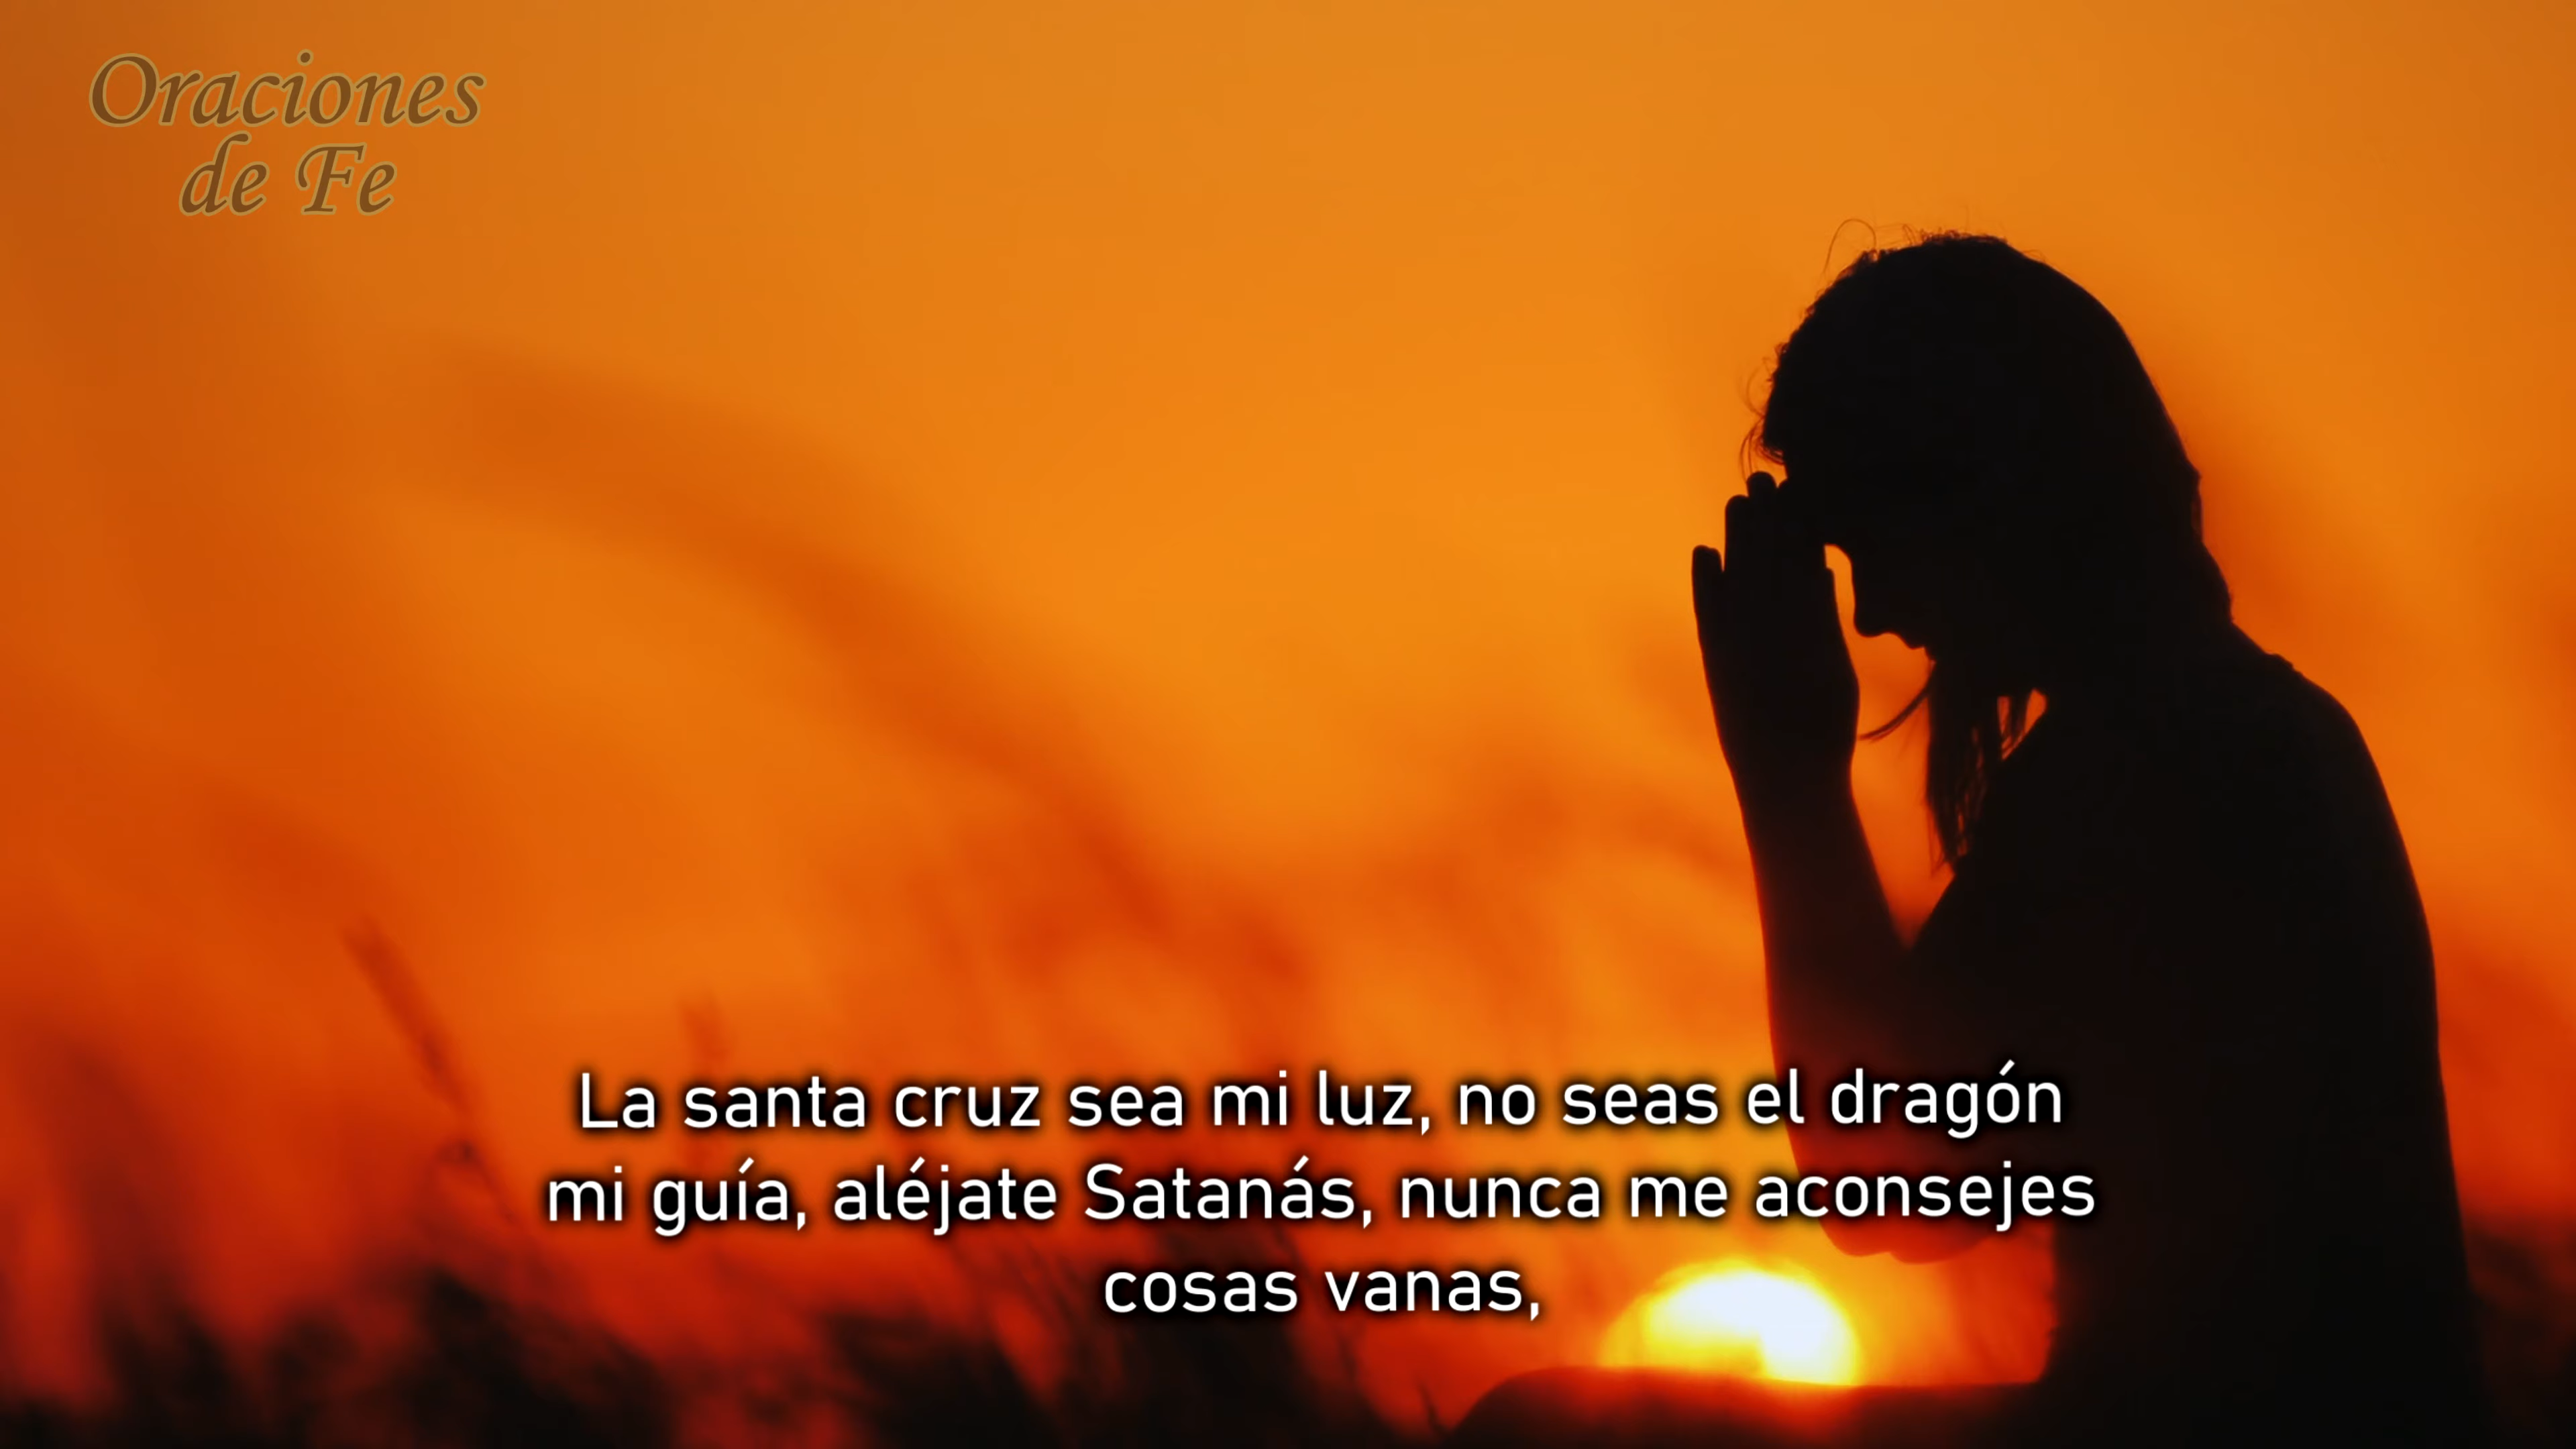 Oraciones
de Fe
La santa cruz sea mi luz, no seas el dragón
mi guía, aléjate Satanás, nunca me aconsejes
cosas vanas,